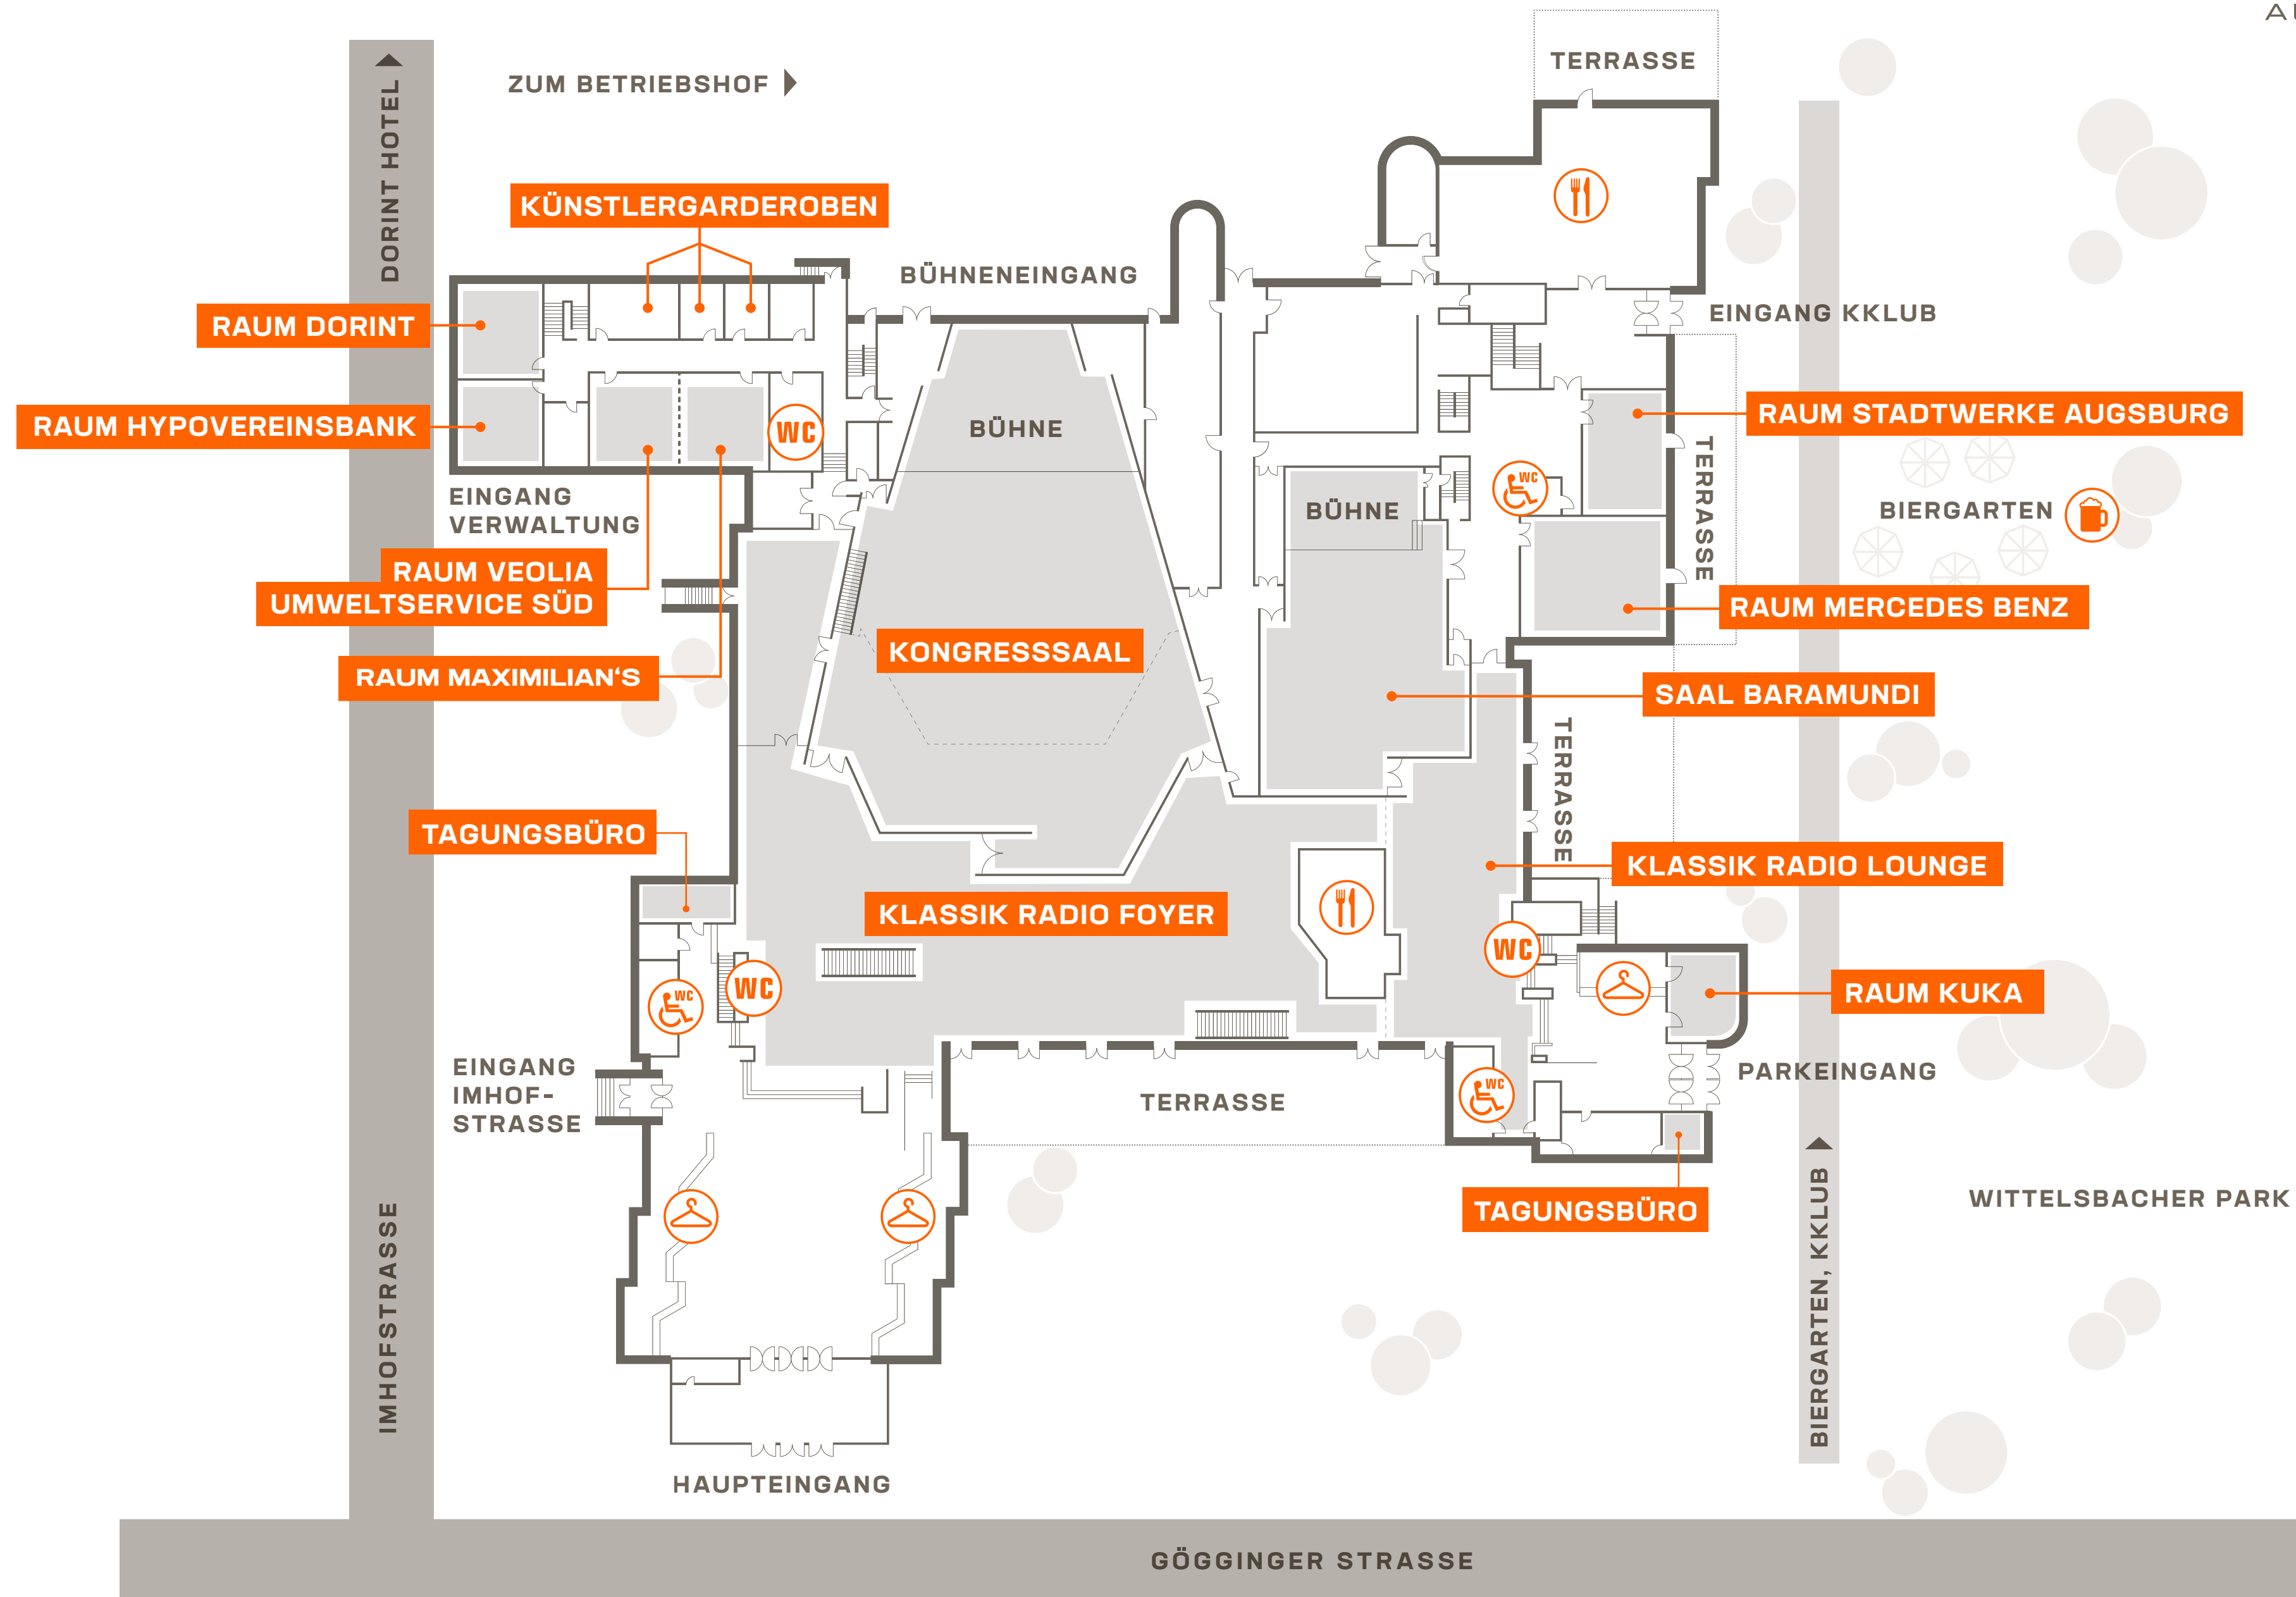 TERRASSE
ZUM BETRIEBSHOF
DORINT HOTEL
KÜNSTLERGARDEROBEN
BÜHNENEINGANG
EINGANG KKLUB
RAUM DORINT
RAUM HYPOVEREINSBANK
RAUM STADTWERKE AUGSBURG
BÜHNE
WC
EINGANG
VERWALTUNG
BÜHNE
WC
TERRASSE
BIERGARTEN
RAUM VEOLIA
UMWELTSERVICE SÜD
RAUM MERCEDES BENZ
KONGRESSSAAL
RAUM MAXIMILIAN‘S
SAAL BARAMUNDI
TERRASSE
TAGUNGSBÜRO
KLASSIK RADIO LOUNGE
KLASSIK RADIO FOYER
WC
WC
WC
RAUM KUKA
EINGANG
IMHOF-
STRASSE
PARKEINGANG
WC
TERRASSE
TAGUNGSBÜRO
WITTELSBACHER PARK
IMHOFSTRASSE
BIERGARTEN, KKLUB
HAUPTEINGANG
GÖGGINGER STRASSE